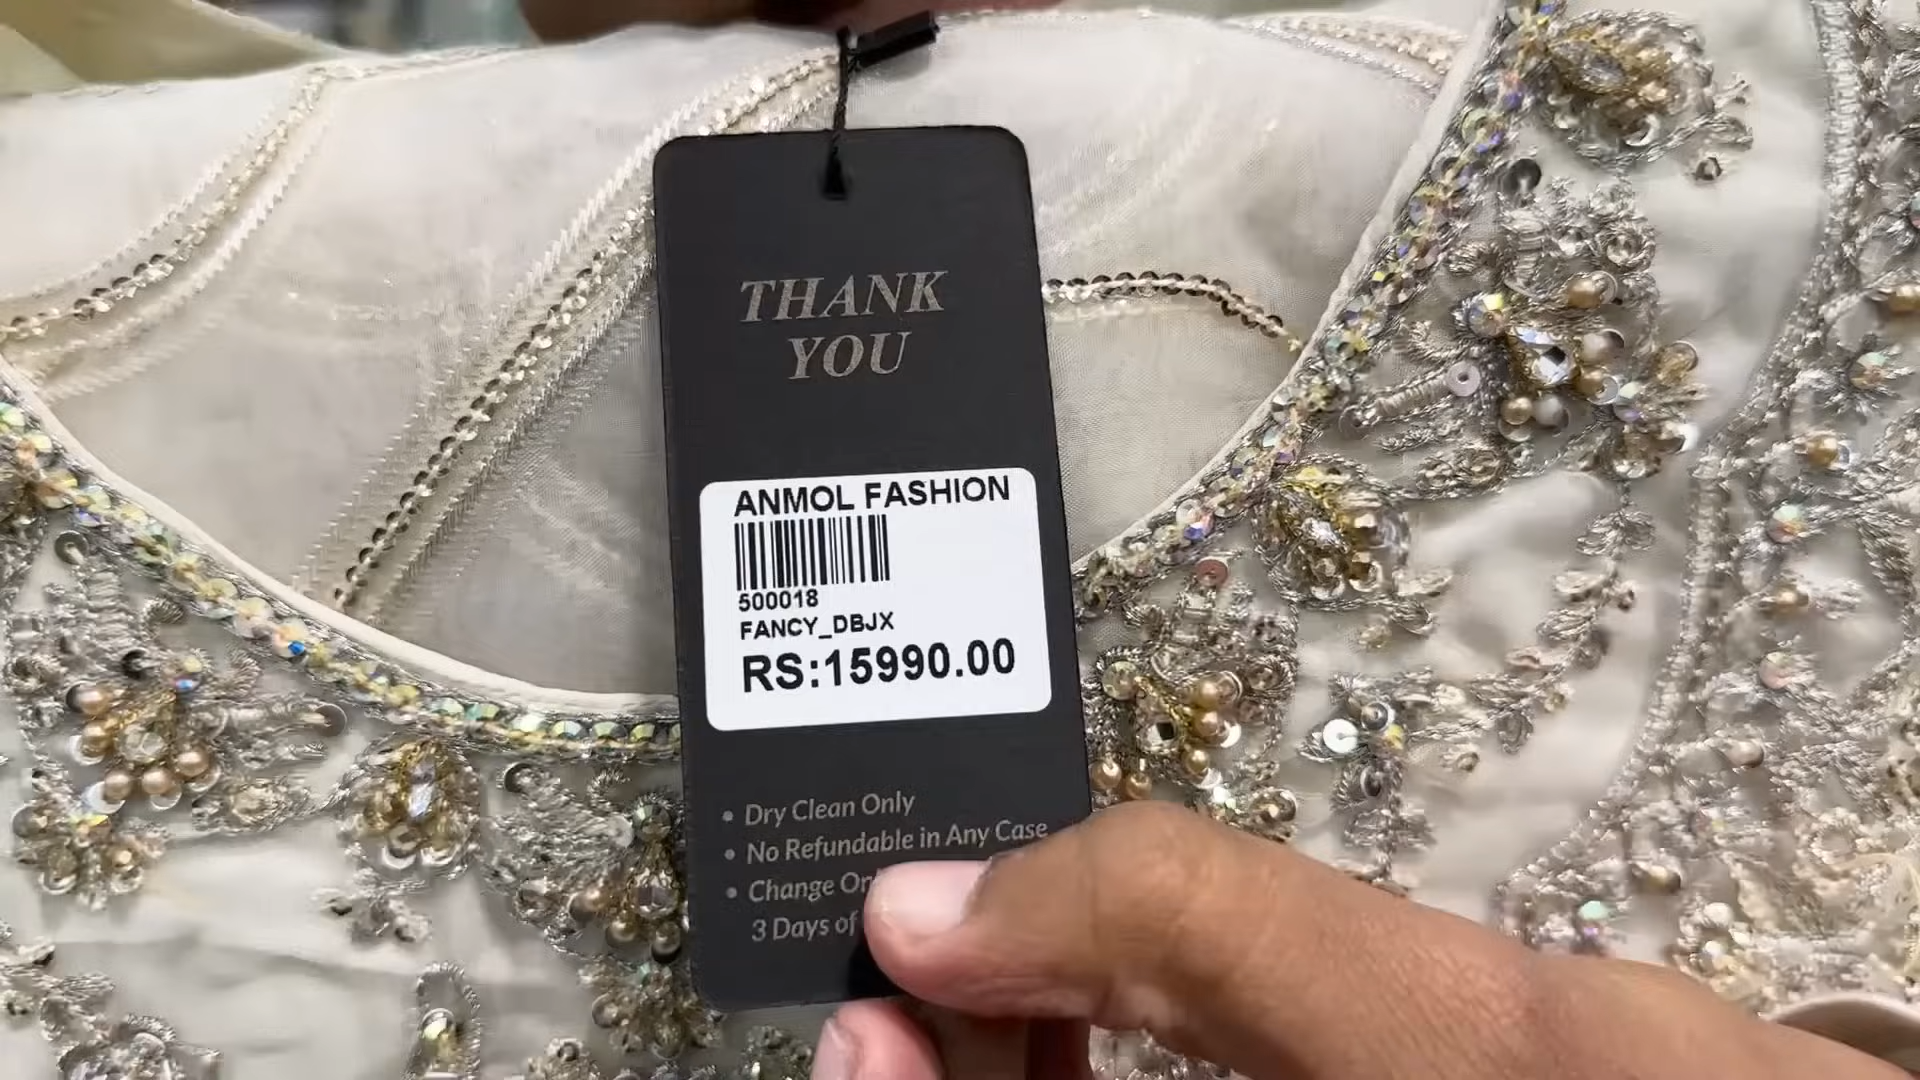 THANK
YOU
ANMOL FASHION
500018
FANCY_DBJX
RS:15990.00
• Dry Clean Only
• No Refundable in Any Case
• Change
3 Days of